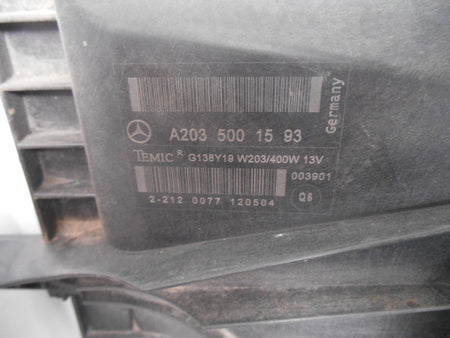 A203 500 15 93
Germany
TEMIC® G138Y19 W203/400W 13V
003901
2-212 0077 120504
Q8